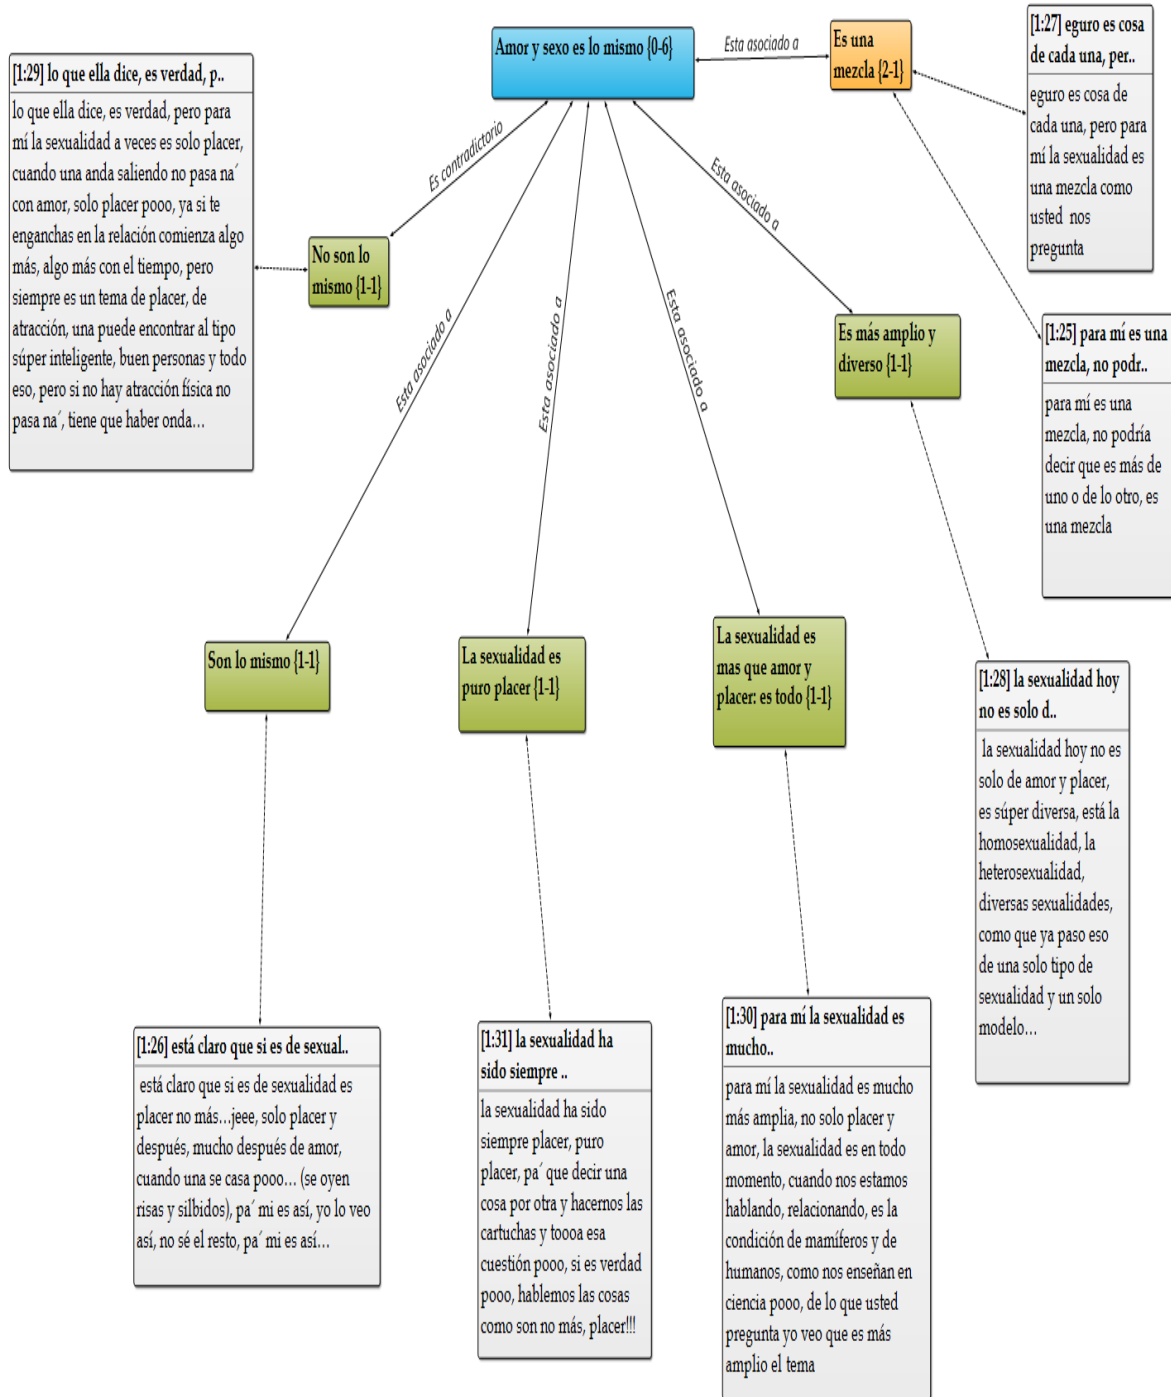 Amor y sexo es lo mismo {0-6}
Esta asociado a
Es una
mezcla {2-1}
[1:27] eguro es cosa
de cada una, per..
eguro es cosa de
cada una, pero para
mí la sexualidad es
una mezcla como
usted nos
pregunta
[1:29] lo que ella dice, es verdad, p..
lo que ella dice, es verdad, pero para
mí la sexualidad a veces es solo placer,
cuando una anda saliendo no pasa na´
con amor, solo placer pooo, ya si te
enganchas en la relación comienza algo
más, algo más con el tiempo, pero
siempre es un tema de placer, de
atracción, una puede encontrar al tipo
súper inteligente, buen personas y todo
eso, pero si no hay atracción física no
pasa na´, tiene que haber onda...
Es contradictorio
No son lo
mismo {1-1}
Esta asociado a
Esta asociado a
Esta asociado a
Esta asociado a
Es más amplio y
diverso {1-1}
[1:25] para mí es una
mezcla, no podr..
para mí es una
mezcla, no podría
decir que es más de
uno o de lo otro, es
una mezcla
Son lo mismo {1-1}
La sexualidad es
puro placer {1-1}
La sexualidad es
mas que amor y
placer: es todo {1-1}
[1:28] la sexualidad hoy
no es solo d..
la sexualidad hoy no es
solo de amor y placer,
es súper diversa, está la
homosexualidad, la
heterosexualidad,
diversas sexualidades,
como que ya paso eso
de una solo tipo de
sexualidad y un solo
modelo...
[1:26] está claro que si es de sexual..
está claro que si es de sexualidad es
placer no más...jeee, solo placer y
después, mucho después de amor,
cuando una se casa pooo... (se oyen
risas y silbidos), pa´ mi es así, yo lo veo
así, no sé el resto, pa´ mi es así...
[1:31] la sexualidad ha
sido siempre ..
la sexualidad ha sido
siempre placer, puro
placer, pa´ que decir una
cosa por otra y hacernos las
cartuchas y toooa esa
cuestión pooo, si es verdad
pooo, hablemos las cosas
como son no más, placer!!!
[1:30] para mí la sexualidad es
mucho..
para mí la sexualidad es mucho
más amplia, no solo placer y
amor, la sexualidad es en todo
momento, cuando nos estamos
hablando, relacionando, es la
condición de mamíferos y de
humanos, como nos enseñan en
ciencia pooo, de lo que usted
pregunta yo veo que es más
amplio el tema